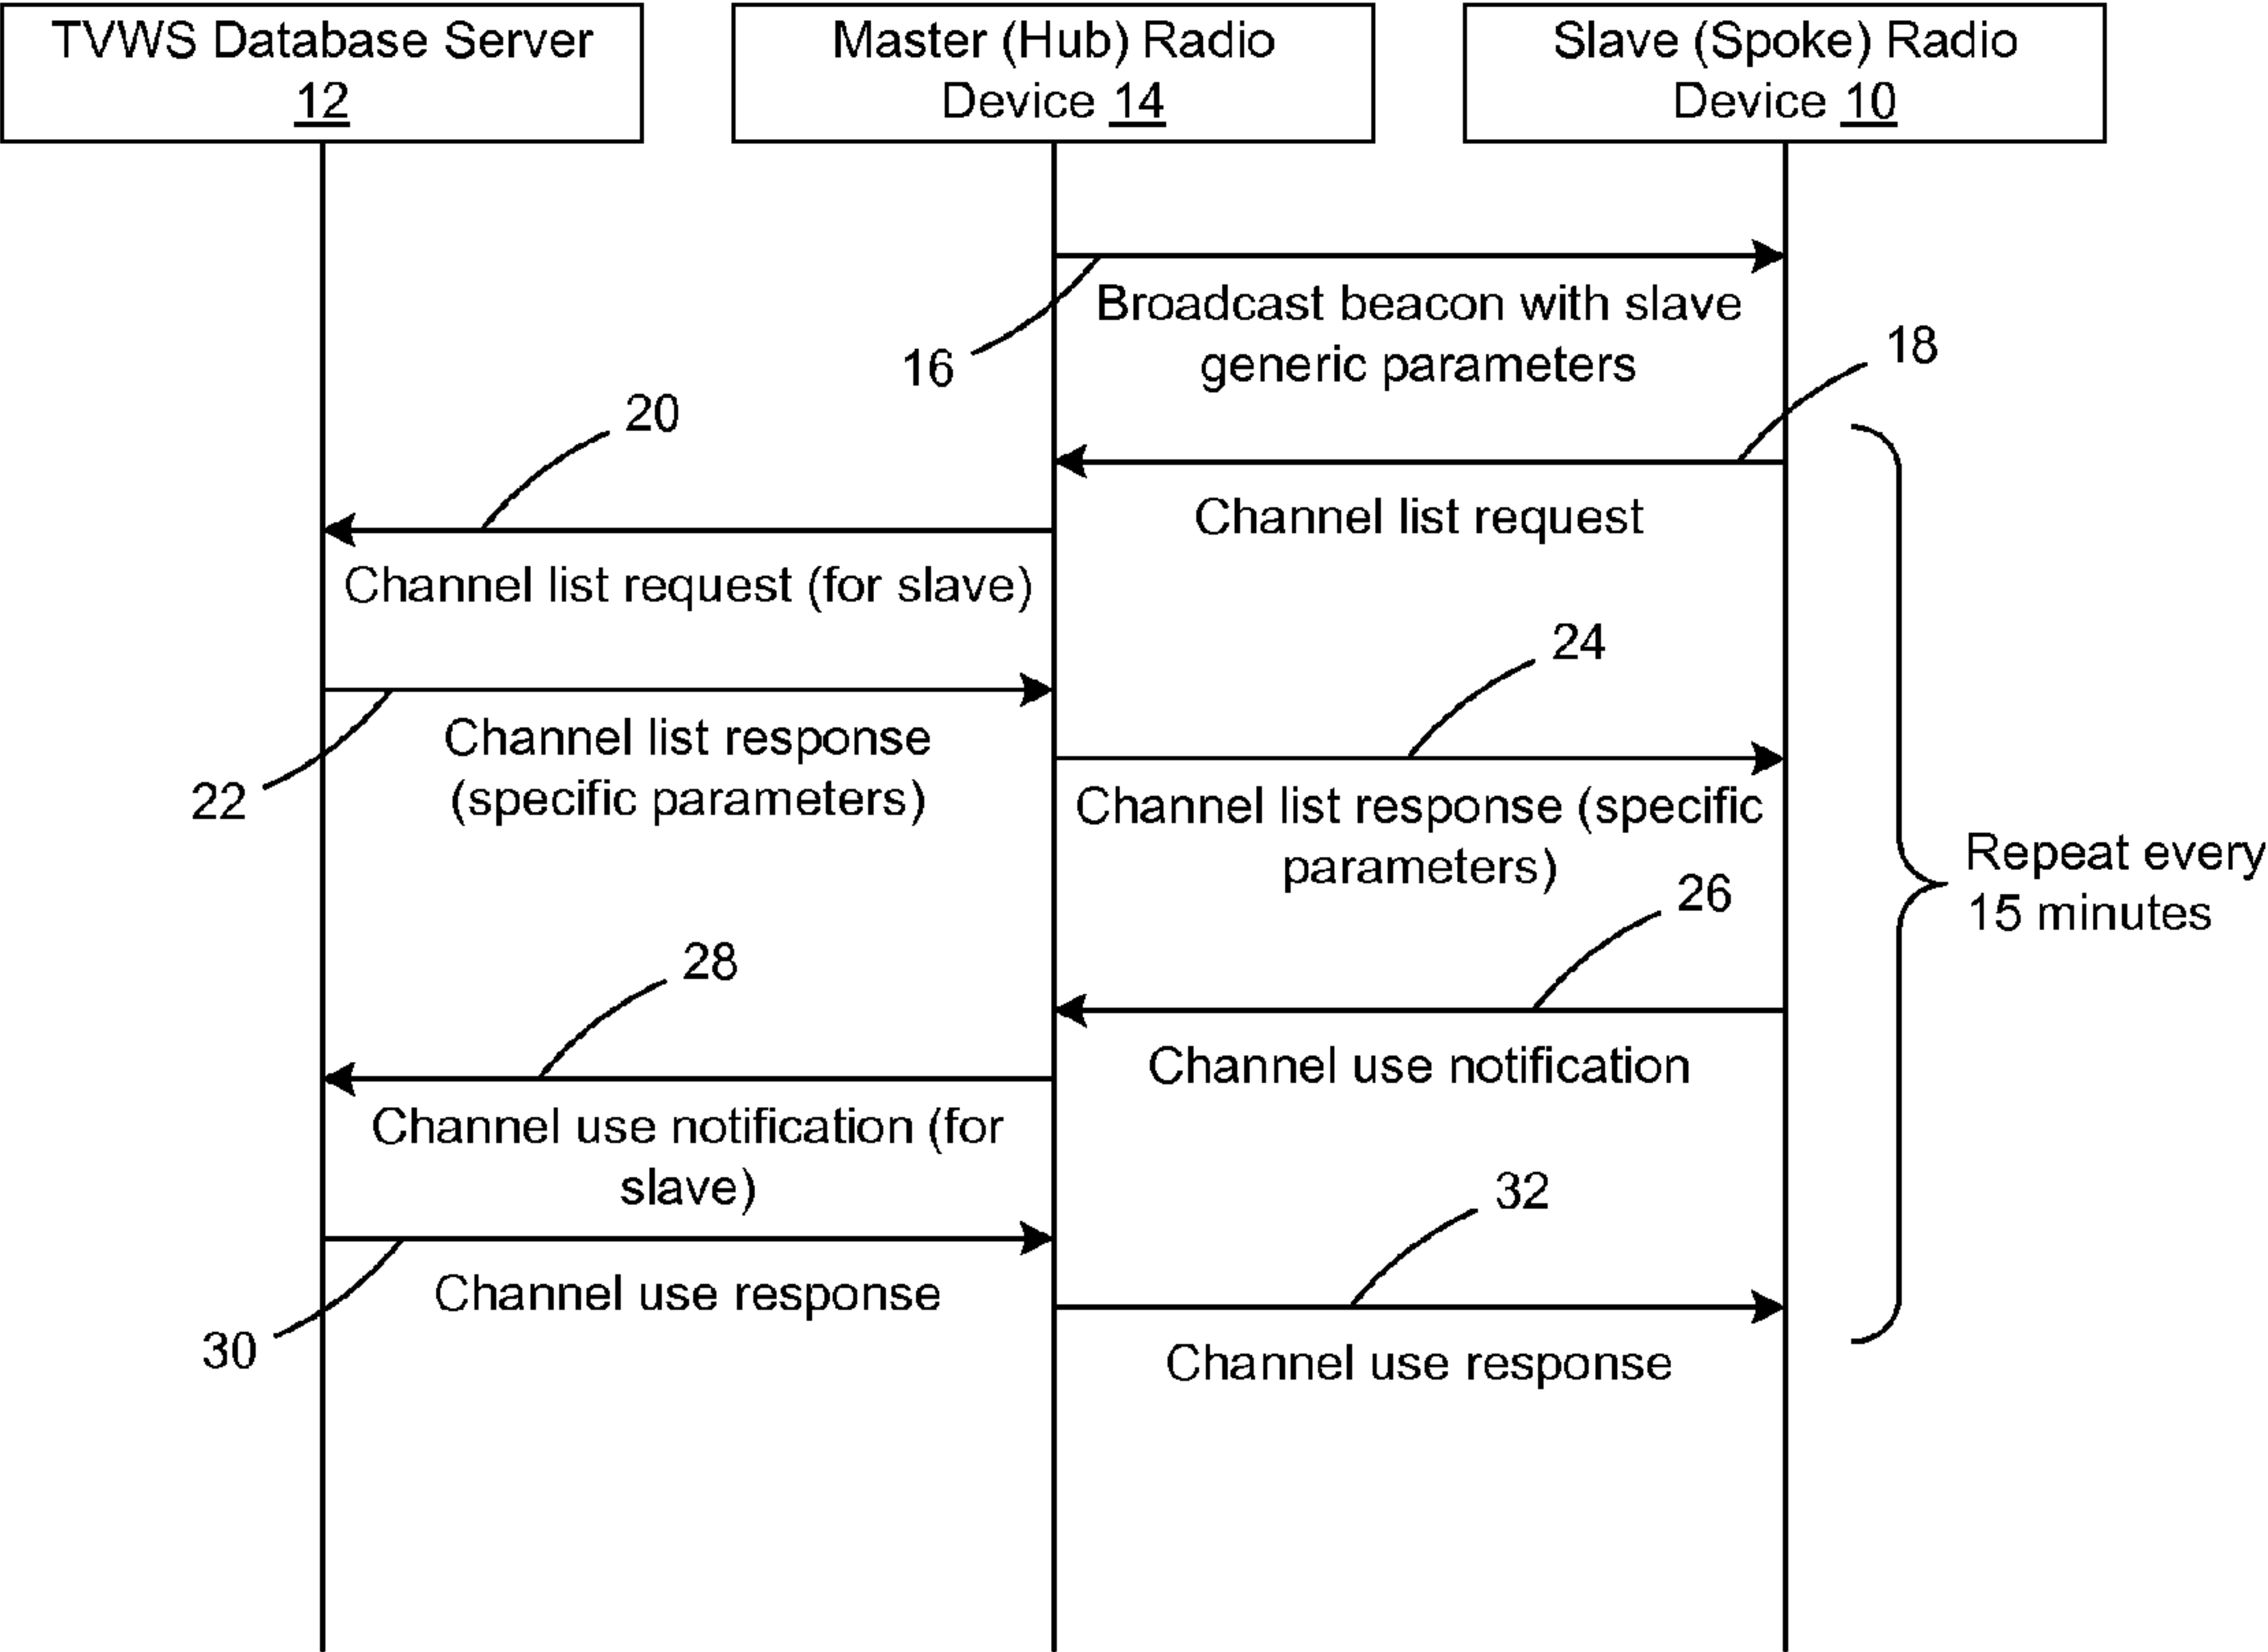 TVWS Database Server
12
Master (Hub) Radio
Device 14
Slave (Spoke) Radio
Device 10
Broadcast beacon with slave
generic parameters
16
18
20
Channel list request
Channel list request (for slave)
24
Channel list response
(specific parameters)
22
Channel list response (specific
parameters)
Repeat every
15 minutes
26
28
Channel use notification
Channel use notification (for
slave)
32
Channel use response
30
Channel use response